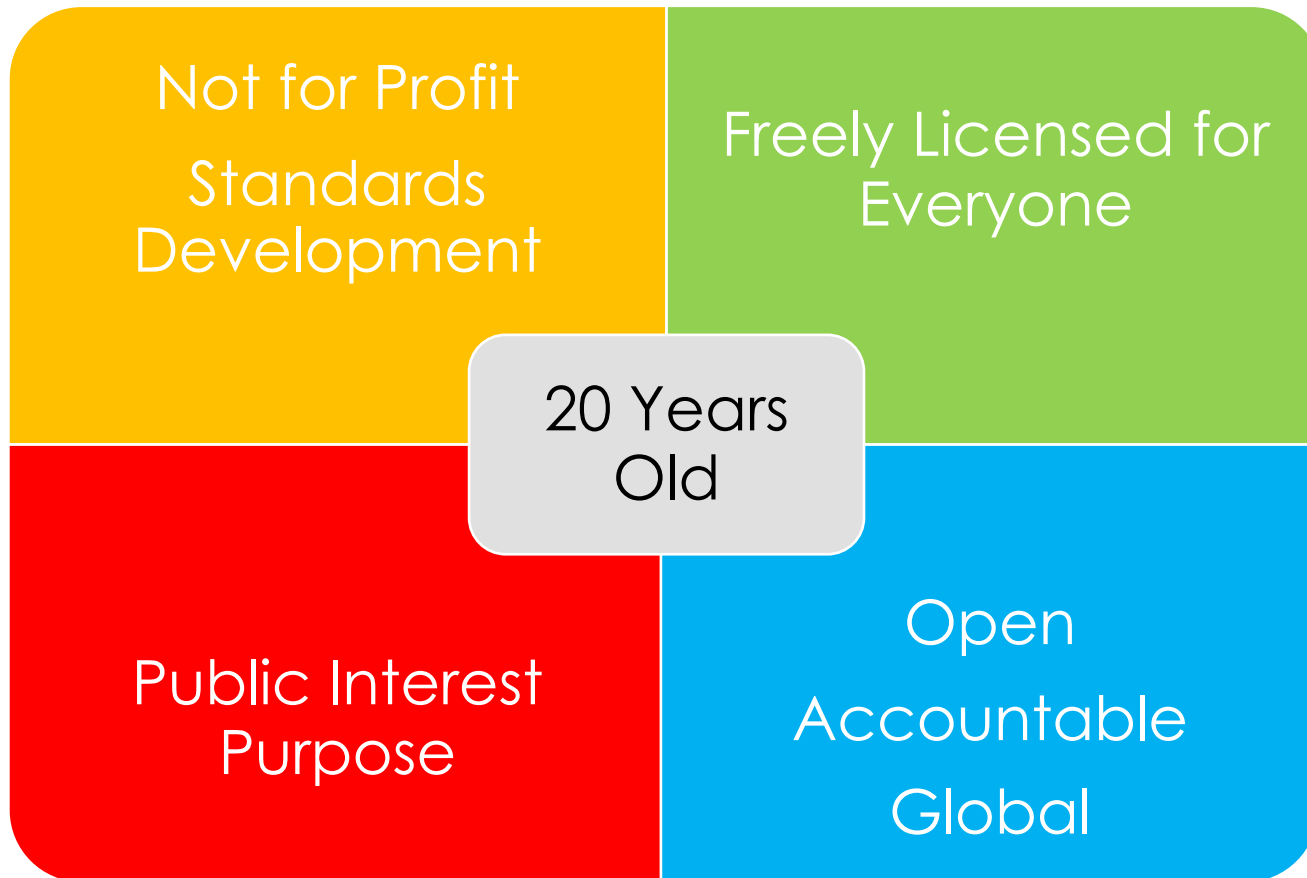 Not for Profit
Standards
Development
Freely Licensed for
Everyone
20 Years
Old
Public Interest
Purpose
Open
Accountable
Global